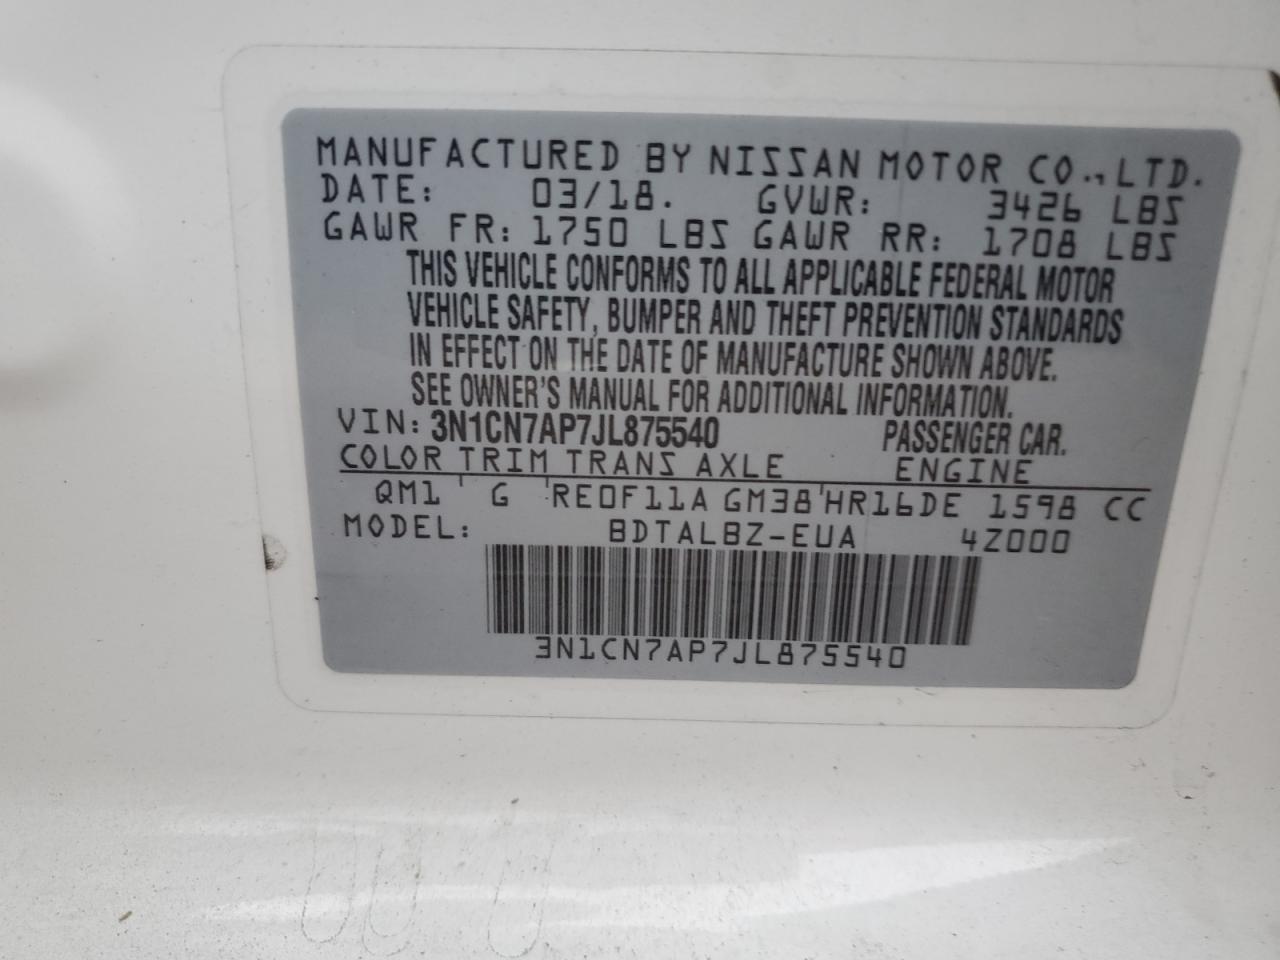 MANUFACTURED BY NISSAN MOTOR CO.,LTD.
DATE: 03/18. GVWR: 3426 LBS
GAWR FR: 1750 LBS GAWR RR: 1708 LBS
THIS VEHICLE CONFORMS TO ALL APPLICABLE FEDERAL MOTOR
VEHICLE SAFETY, BUMPER AND THEFT PREVENTION STANDARDS
IN EFFECT ON THE DATE OF MANUFACTURE SHOWN ABOVE.
SEE OWNER'S MANUAL FOR ADDITIONAL INFORMATION.
VIN: 3N1CN7AP7JL875540 PASSENGER CAR.
COLOR TRIM TRANS AXLE ENGINE
QM1 G RE0F11A GM38 HR16DE 1598 CC
MODEL: BDTALBZ-EUA 4Z000
3N1CN7AP7JL875540